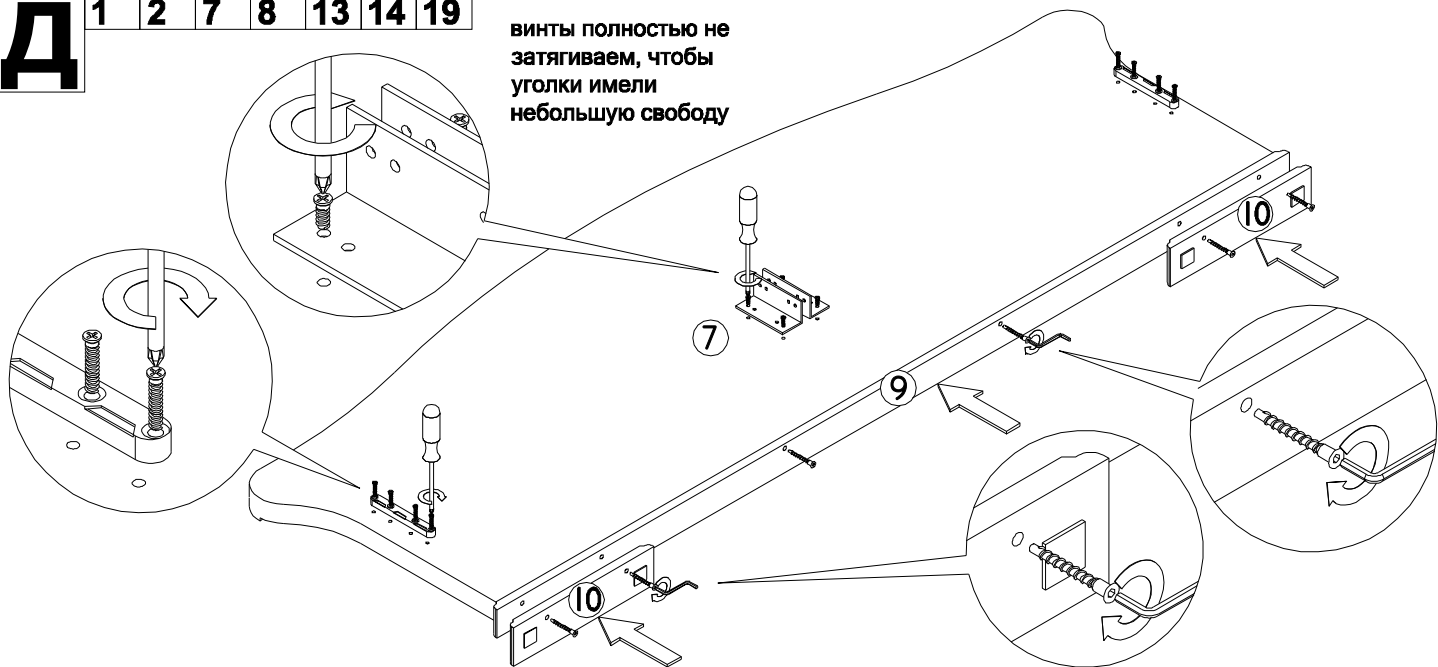 Д 1 2 7 8 13 14 19
винты полностью не
затягиваем, чтобы
уголки имели
небольшую свободу
10
7
9
10